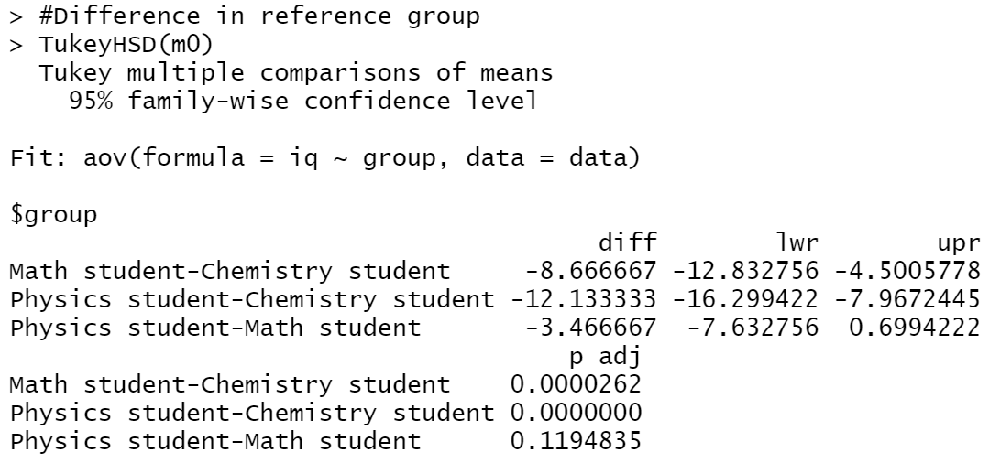 > #Difference in reference group
> TukeyHSD(m0)
  Tukey multiple comparisons of means
    95% family-wise confidence level

Fit: aov(formula = iq ~ group, data = data)

$group
                                       diff        lwr        upr
Math student-Chemistry student     -8.666667 -12.832756 -4.5005778
Physics student-Chemistry student -12.133333 -16.299422 -7.9672445
Physics student-Math student       -3.466667  -7.632756  0.6994222
                                      p adj
Math student-Chemistry student    0.0000262
Physics student-Chemistry student 0.0000000
Physics student-Math student      0.1194835